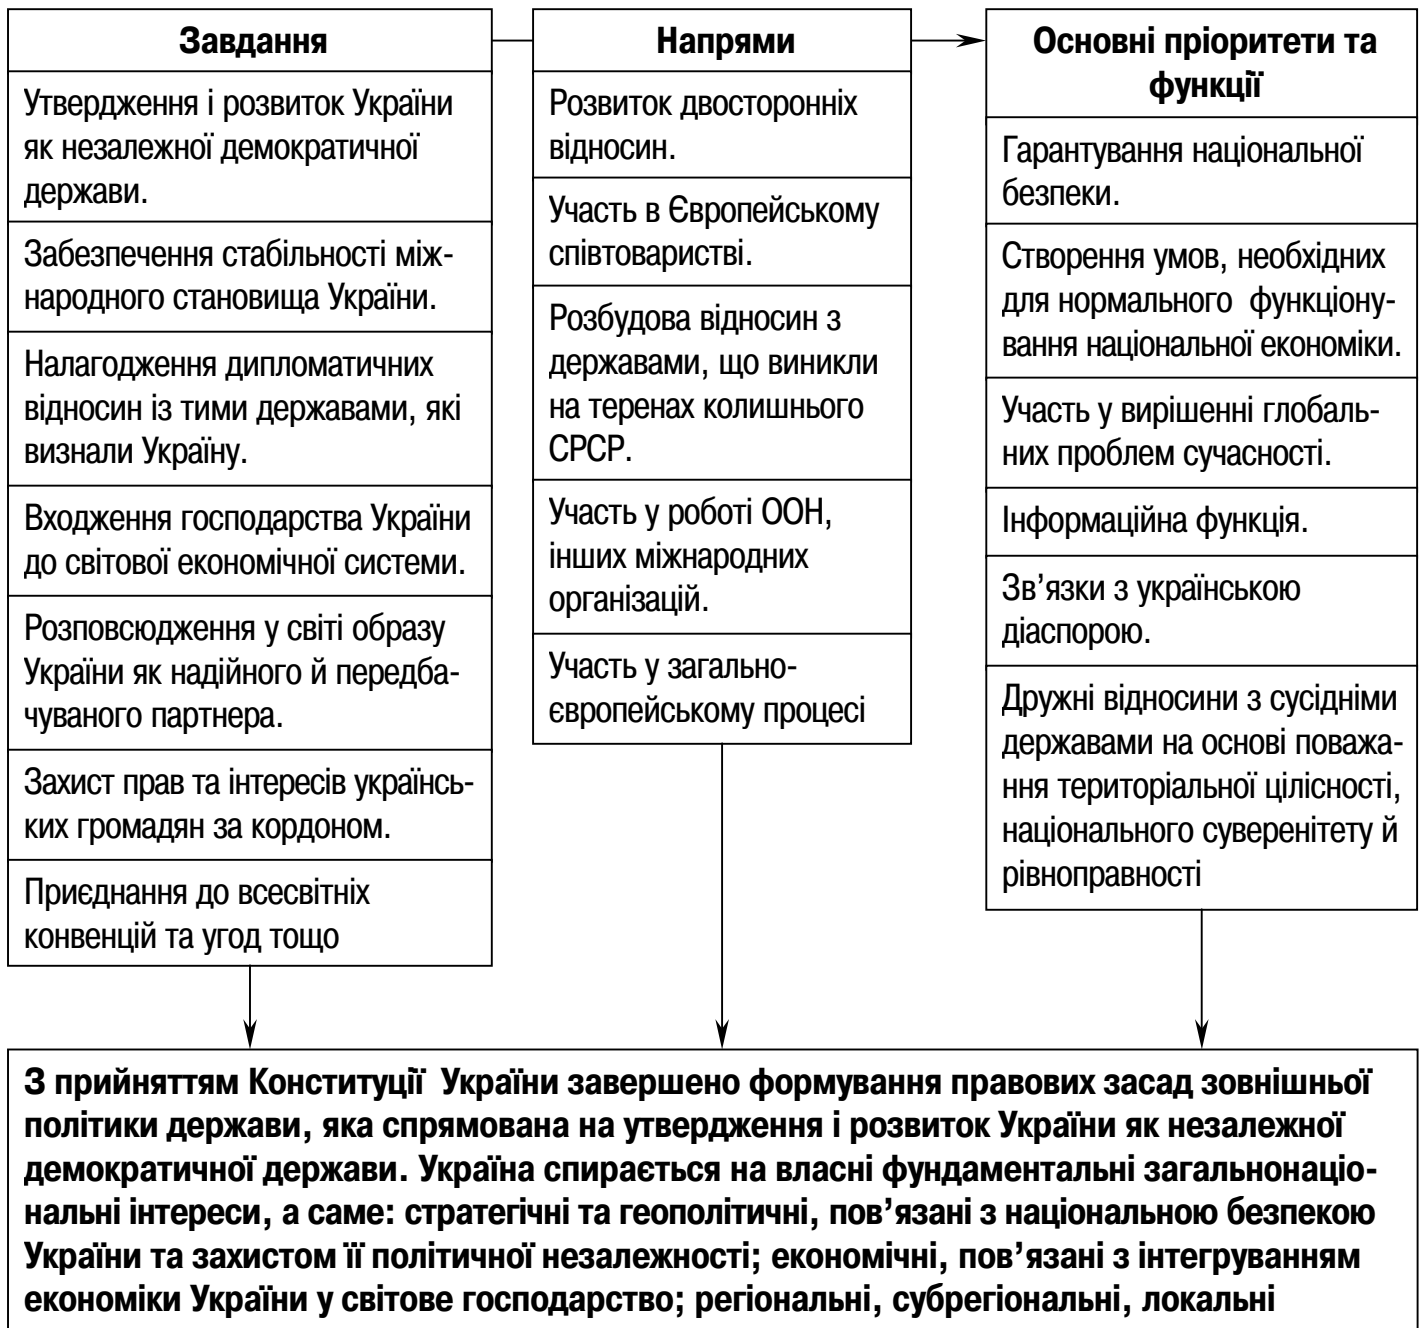 Завдання
Утвердження і розвиток України
як незалежної демократичної
держави.
Забезпечення стабільності між-
народного становища України.
Налагодження дипломатичних
відносин із тими державами, які
визнали Україну.
Входження господарства України
до світової економічної системи.
Розповсюдження у світі образу
України як надійного й передба-
чуваного партнера.
Захист прав та інтересів українсь-
ких громадян за кордоном.
Приєднання до всесвітніх
конвенцій та угод тощо
Напрями
Розвиток двосторонніх
відносин.
Участь в Європейському
співтоваристві.
Розбудова відносин з
державами, що виникли
на теренах колишнього
СРСР.
Участь у роботі ООН,
інших міжнародних
організацій.
Участь у загально-
європейському процесі
Основні пріоритети та
функції
Гарантування національної
безпеки.
Створення умов, необхідних
для нормального функціону-
вання національної економіки.
Участь у вирішенні глобаль-
них проблем сучасності.
Інформаційна функція.
Зв’язки з українською
діаспорою.
Дружні відносини з сусідніми
державами на основі поважа-
ння територіальної цілісності,
національного суверенітету й
рівноправності
З прийняттям Конституції України завершено формування правових засад зовнішньої
політики держави, яка спрямована на утвердження і розвиток України як незалежної
демократичної держави. Україна спирається на власні фундаментальні загальнонаціо-
нальні інтереси, а саме: стратегічні та геополітичні, пов’язані з національною безпекою
України та захистом її політичної незалежності; економічні, пов’язані з інтегруванням
економіки України у світове господарство; регіональні, субрегіональні, локальні